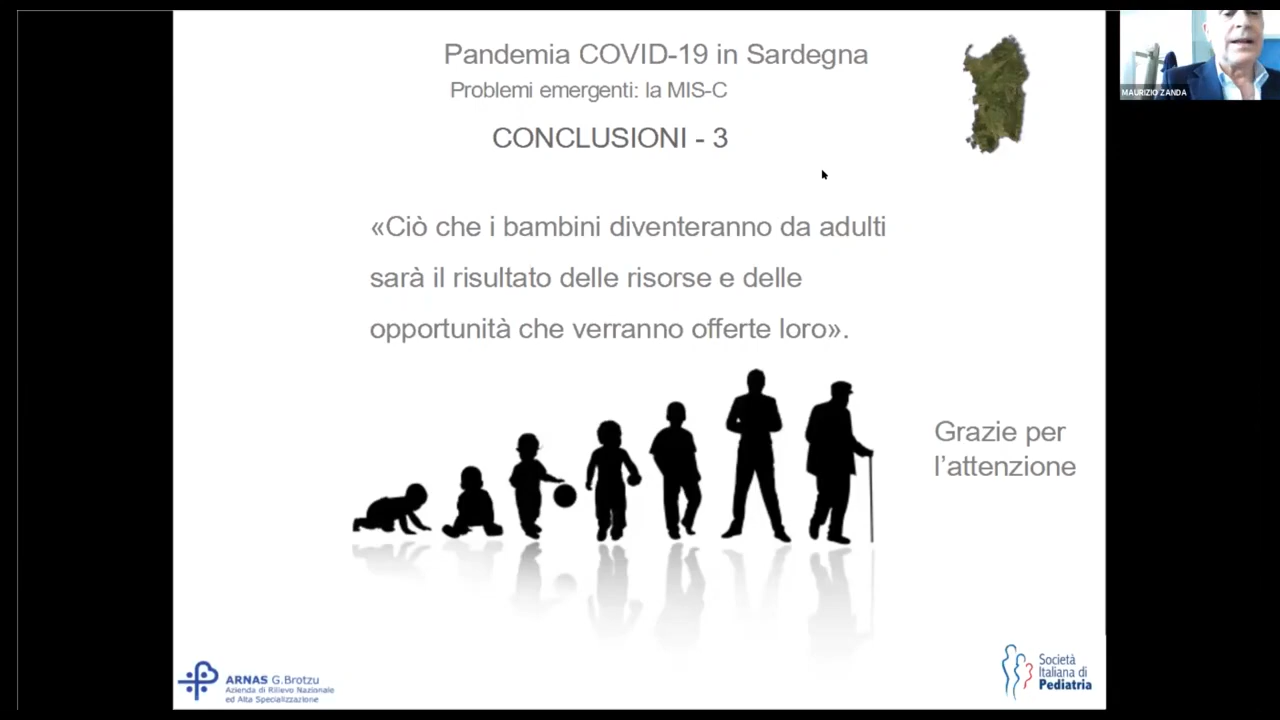 Pandemia COVID-19 in Sardegna
Problemi emergenti: la MIS-C
CONCLUSIONI - 3
«Ciò che i bambini diventeranno da adulti
sarà il risultato delle risorse e delle
opportunità che verranno offerte loro».
Grazie per
l'attenzione
ARNAS G.Brotzu
Azienda di Rilievo Nazionale
ed Alta Specializzazione
Società
Italiana di
Pediatria
MAURIZIO ZANDA